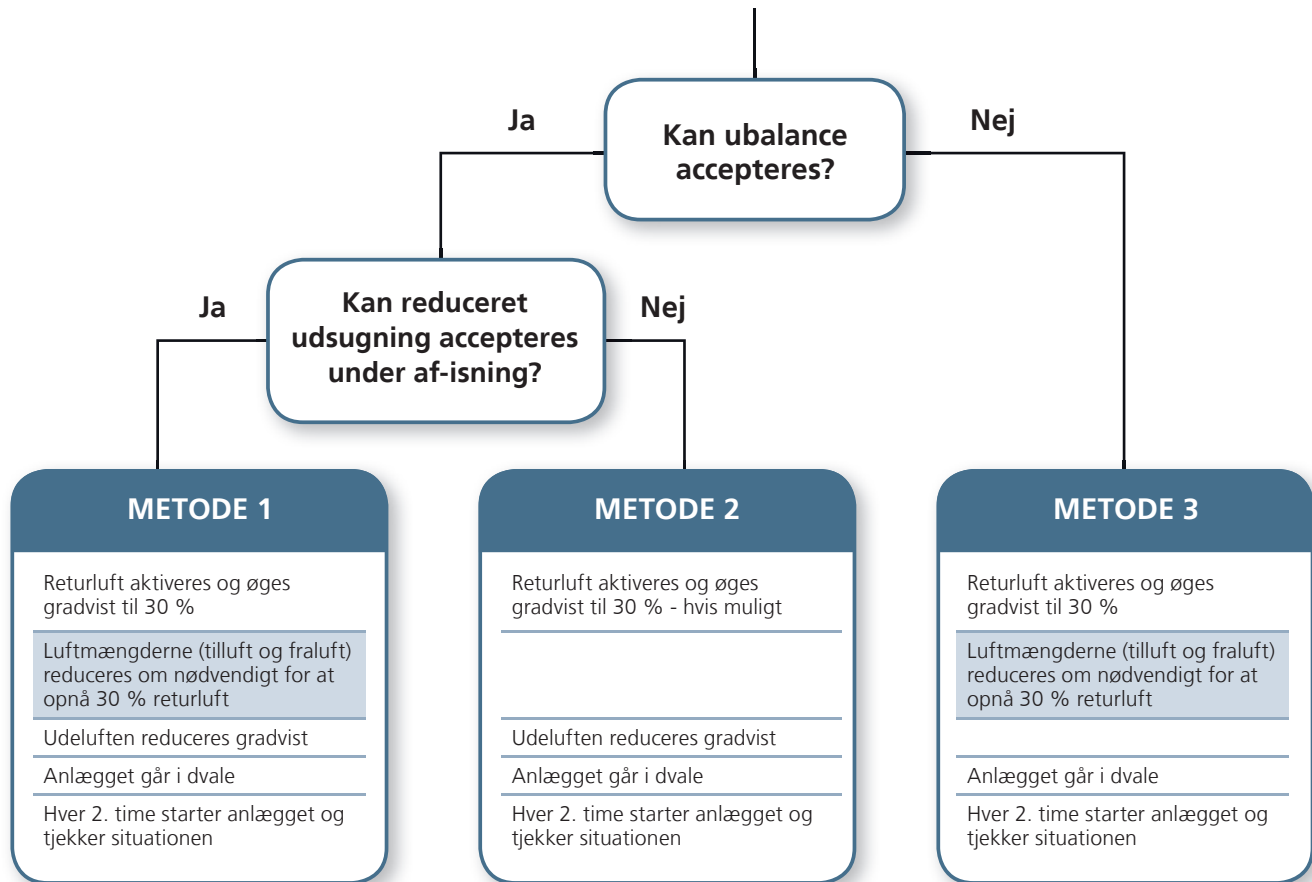 Ja
Kan ubalance
accepteres?
Nej
Ja
Kan reduceret
udsugning accepteres
under af-isning?
Nej
METODE 1
Returluft aktiveres og øges
gradvist til 30 %
Luftmængderne (tilluft og fraluft)
reduceres om nødvendigt for at
opnå 30 % returluft
Udeluften reduceres gradvist
Anlægget går i dvale
Hver 2. time starter anlægget og
tjekker situationen
METODE 2
Returluft aktiveres og øges
gradvist til 30 % - hvis muligt
Udeluften reduceres gradvist
Anlægget går i dvale
Hver 2. time starter anlægget og
tjekker situationen
METODE 3
Returluft aktiveres og øges
gradvist til 30 %
Luftmængderne (tilluft og fraluft)
reduceres om nødvendigt for at
opnå 30 % returluft
Anlægget går i dvale
Hver 2. time starter anlægget og
tjekker situationen